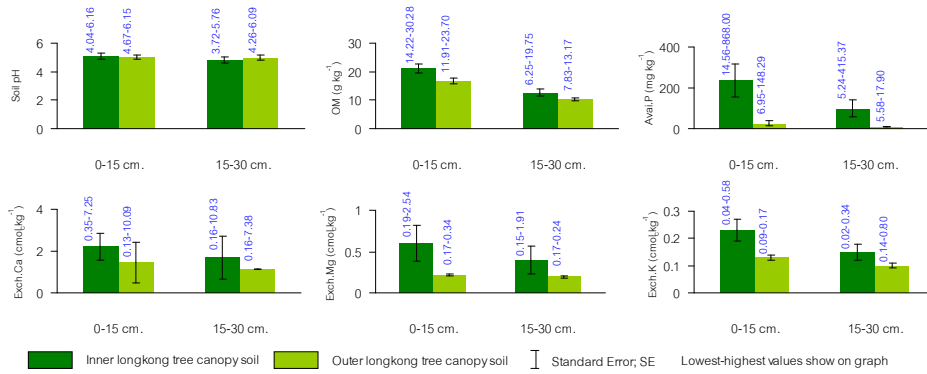 Soil pH
6
4
2
0
4.04-6.16
4.67-6.15
3.72-5.76
4.26-6.09
0-15 cm.
15-30 cm.
OM (g kg⁻¹)
30
20
10
0
14.22-30.28
11.91-23.70
6.25-19.75
7.83-13.17
0-15 cm.
15-30 cm.
Avai.P (mg kg⁻¹)
400
200
0
14.56-868.00
6.95-148.29
5.24-415.37
5.58-17.90
0-15 cm.
15-30 cm.
Exch.Ca (cmolckg⁻¹)
4
2
0
0.35-7.25
0.13-10.09
0.16-10.83
0.16-7.38
0-15 cm.
15-30 cm.
Exch.Mg (cmolckg⁻¹)
1
0.5
0
0.19-2.54
0.17-0.34
0.15-1.91
0.17-0.24
0-15 cm.
15-30 cm.
Exch.K (cmolckg⁻¹)
0.3
0.2
0.1
0
0.04-0.58
0.09-0.17
0.02-0.34
0.14-0.80
0-15 cm.
15-30 cm.
Inner longkong tree canopy soil
Outer longkong tree canopy soil
Standard Error; SE
Lowest-highest values show on graph